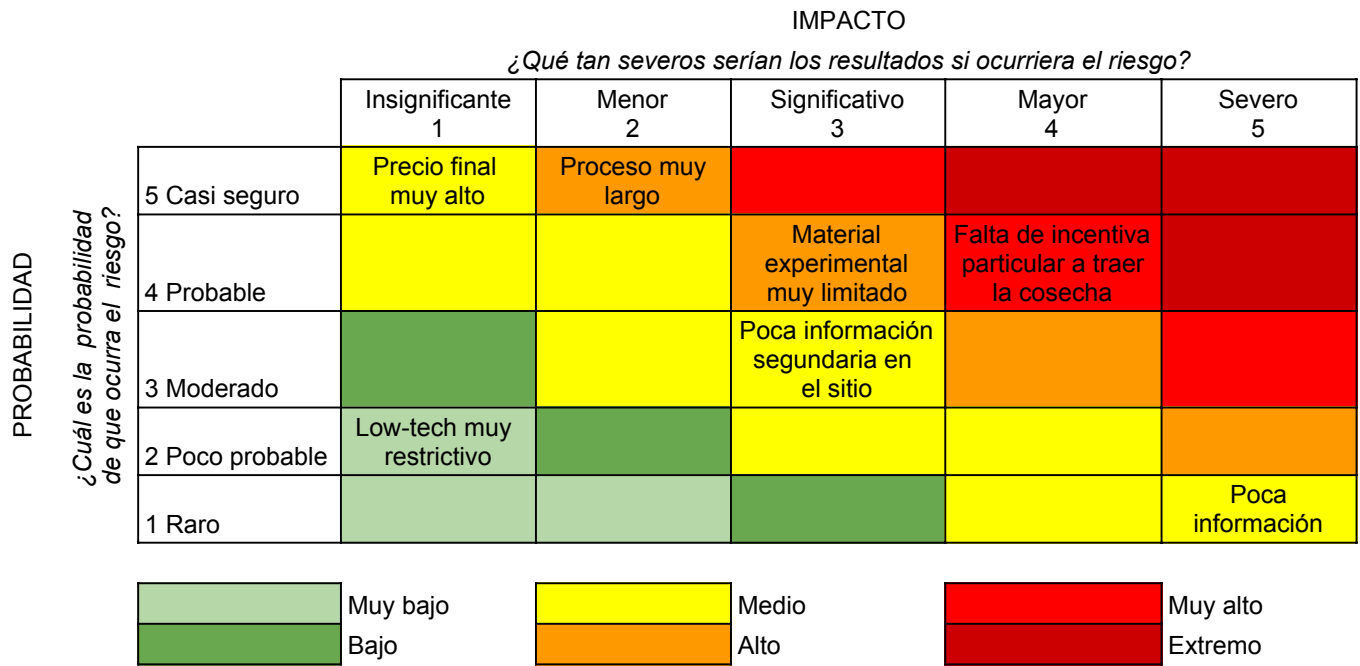 IMPACTO
¿Qué tan severos serían los resultados si ocurriera el riesgo?
Insignificante
1
Menor
2
Significativo
3
Mayor
4
Severo
5
PROBABILIDAD
¿Cuál es la probabilidad
de que ocurra el riesgo?
5 Casi seguro
Precio final
muy alto
Proceso muy
largo
4 Probable
Material
experimental
muy limitado
Falta de incentiva
particular a traer
la cosecha
3 Moderado
Poca información
segundaria en
el sitio
2 Poco probable
Low-tech muy
restrictivo
1 Raro
Poca
información
Muy bajo
Medio
Muy alto
Bajo
Alto
Extremo